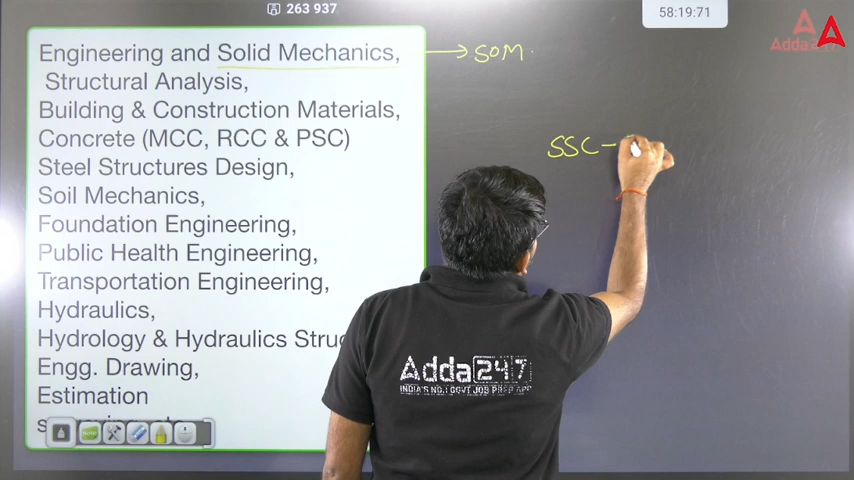 263 937
58:19:71
Adda247
Engineering and Solid Mechanics, → SOM
Structural Analysis,
Building & Construction Materials,
Concrete (MCC, RCC & PSC)
SSC-
Steel Structures Design,
Soil Mechanics,
Foundation Engineering,
Public Health Engineering,
Transportation Engineering,
Hydraulics,
Hydrology & Hydraulics
Engg. Drawing,
Estimation
Adda247
INDIA'S NO.1 GOVT JOB PREP APP